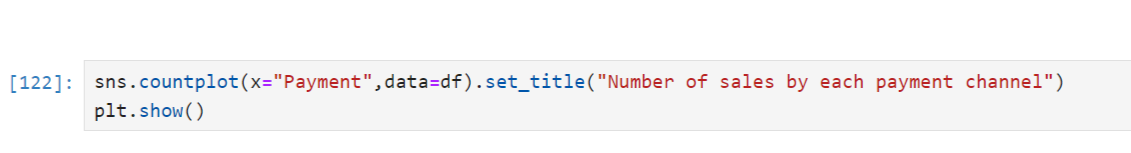 [122]: sns.countplot(x="Payment",data=df).set_title("Number of sales by each payment channel")
plt.show()